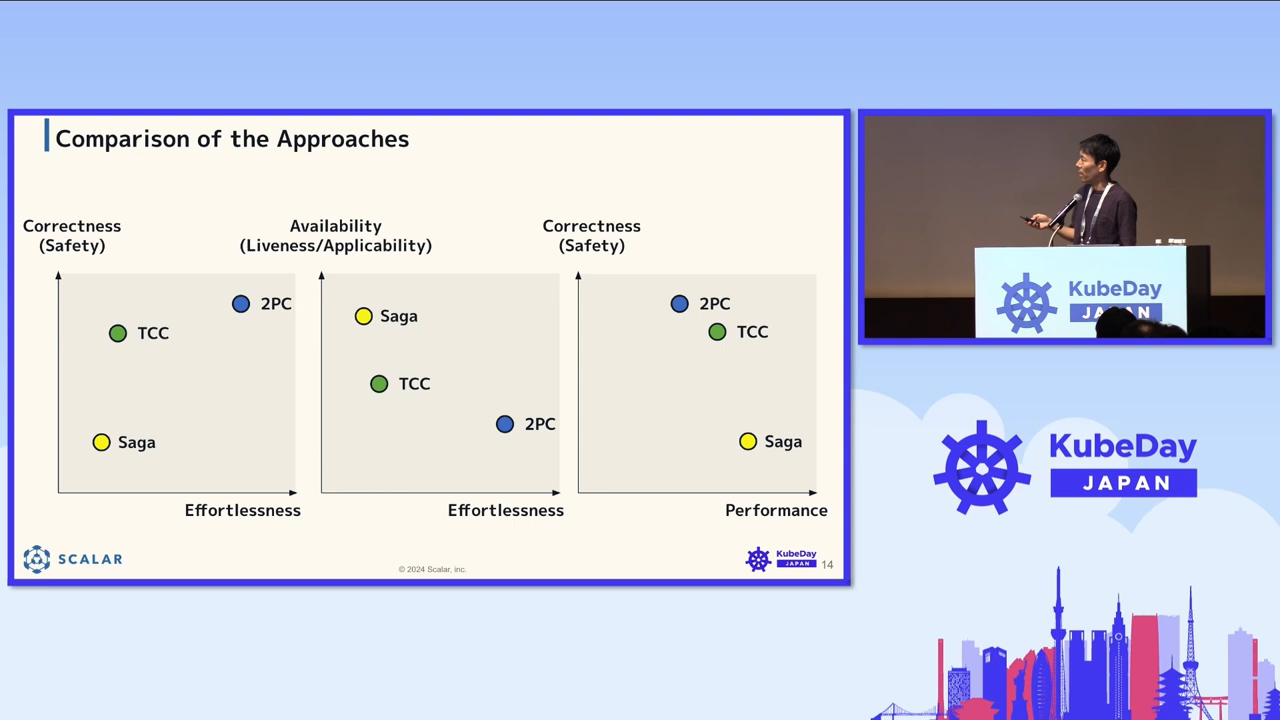 Comparison of the Approaches
Correctness
(Safety)
2PC
TCC
Saga
Effortlessness
Availability
(Liveness/Applicability)
Saga
TCC
2PC
Effortlessness
Correctness
(Safety)
2PC
TCC
Saga
Performance
SCALAR
© 2024 Scalar, inc.
KubeDay
JAPAN
14
KubeDay
JAPAN
KubeDay
JAPAN